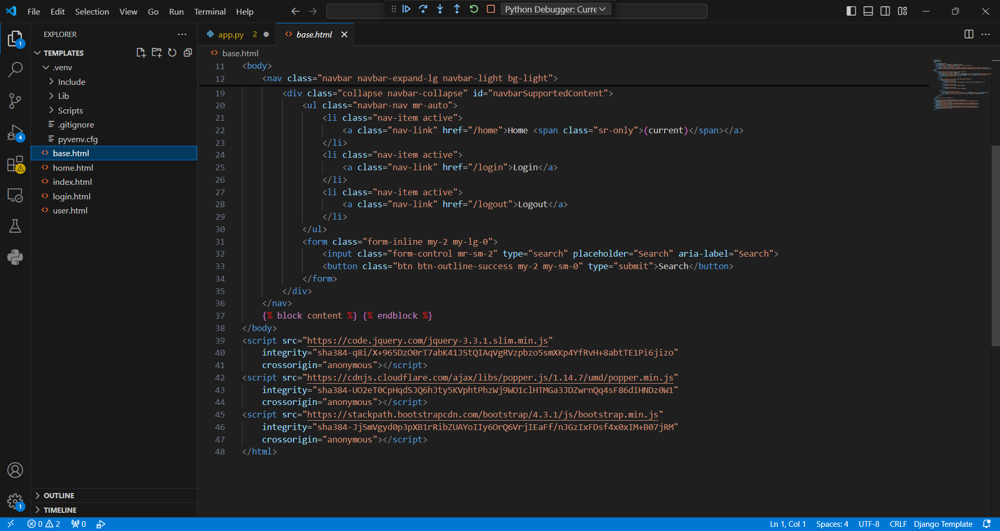 File Edit Selection View Go Run Terminal Help
Python Debugger: Curre
EXPLORER
TEMPLATES
.venv
Include
Lib
Scripts
.gitignore
pyvenv.cfg
base.html
home.html
index.html
login.html
user.html
OUTLINE
TIMELINE
1
4
1
app.py 2
base.html
base.html
11 <body>
12 <nav class="navbar navbar-expand-lg navbar-light bg-light">
19 <div class="collapse navbar-collapse" id="navbarSupportedContent">
20 <ul class="navbar-nav mr-auto">
21 <li class="nav-item active">
22 <a class="nav-link" href="/home">Home <span class="sr-only">(current)</span></a>
23 </li>
24 <li class="nav-item active">
25 <a class="nav-link" href="/login">Login</a>
26 </li>
27 <li class="nav-item active">
28 <a class="nav-link" href="/logout">Logout</a>
29 </li>
30 </ul>
31 <form class="form-inline my-2 my-lg-0">
32 <input class="form-control mr-sm-2" type="search" placeholder="Search" aria-label="Search">
33 <button class="btn btn-outline-success my-2 my-sm-0" type="submit">Search</button>
34 </form>
35 </div>
36 </nav>
37 {% block content %} {% endblock %}
38 </body>
39 <script src="https://code.jquery.com/jquery-3.3.1.slim.min.js"
40 integrity="sha384-q8i/X+965DzO0rT7abK41JStQIAqVgRVzpbzo5smXKp4YfRvH+8abtTE1Pi6jizo"
41 crossorigin="anonymous"></script>
42 <script src="https://cdnjs.cloudflare.com/ajax/libs/popper.js/1.14.7/umd/popper.min.js"
43 integrity="sha384-UO2eT0CpHqdSJQ6hJty5KVphtPhzWj9WO1clHTMGa3JDZwrnQq4sF86dIHNDz0W1"
44 crossorigin="anonymous"></script>
45 <script src="https://stackpath.bootstrapcdn.com/bootstrap/4.3.1/js/bootstrap.min.js"
46 integrity="sha384-JjSmVgyd0p3pXB1rRibZUAYoIIy6OrQ6VrjIEaFf/nJGzIxFDsf4x0xIM+B07jRM"
47 crossorigin="anonymous"></script>
48 </html>
0 2 0
Ln 1, Col 1 Spaces: 4 UTF-8 CRLF Django Template